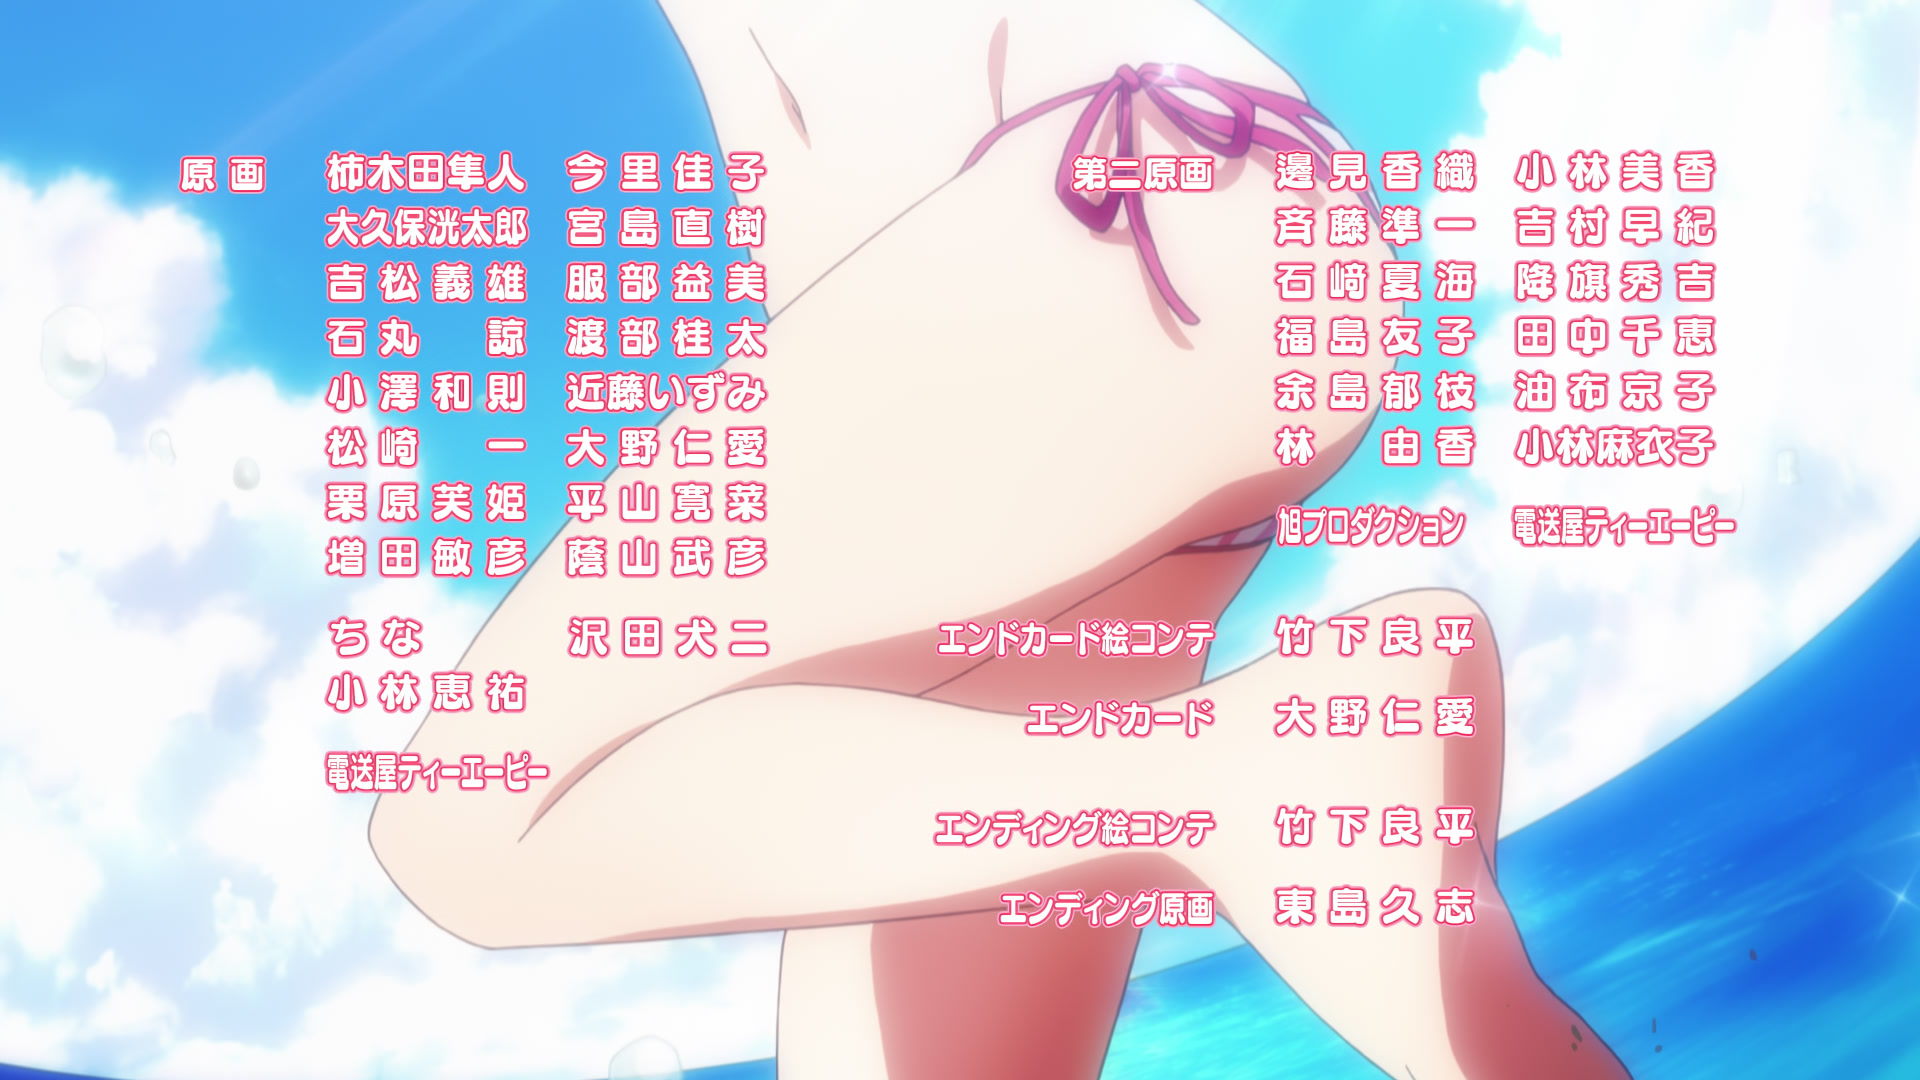 原画 柿木田隼人 今里佳子
大久保洸太郎 宮島直樹
吉松義雄 服部益美
石丸 諒 渡部桂太
小澤和則 近藤いずみ
松崎 一 大野仁愛
栗原芙姫 平山寛菜
増田敏彦 蔭山武彦
ちな 沢田犬二
小林恵祐
電送屋ティーエーピー
第二原画 邊見香織 小林美香
斉藤準一 吉村早紀
石﨑夏海 降旗秀吉
福島友子 田中千恵
余島郁枝 油布京子
林 由香 小林麻衣子
旭プロダクション 電送屋ティーエーピー
エンドカード絵コンテ 竹下良平
エンドカード 大野仁愛
エンディング絵コンテ 竹下良平
エンディング原画 東島久志